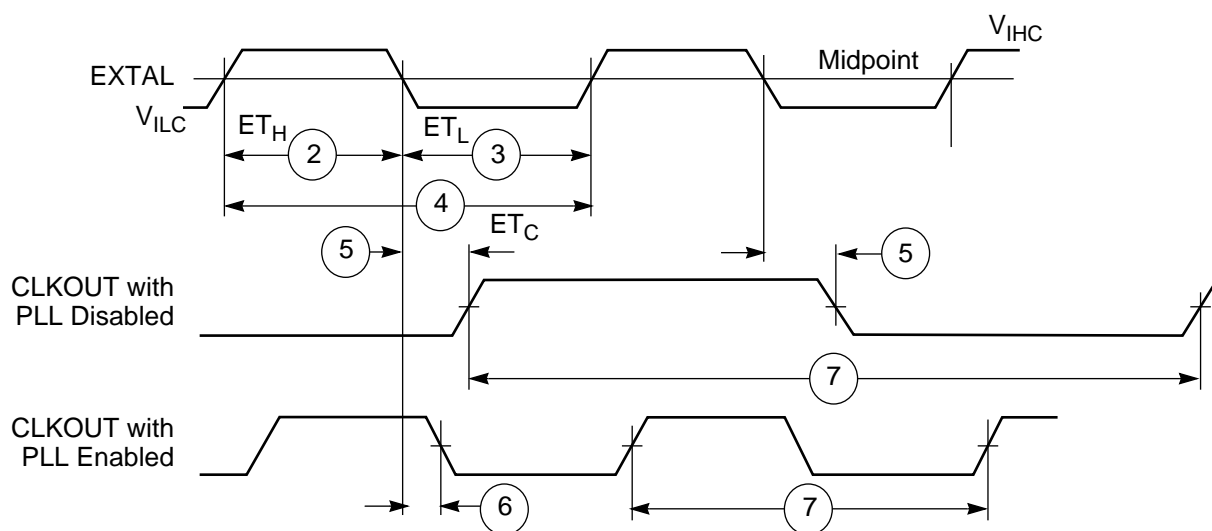 V_IHC
EXTAL
Midpoint
V_ILC
ET_H
2
ET_L
3
4
ET_C
5
5
CLKOUT with
PLL Disabled
7
CLKOUT with
PLL Enabled
6
7